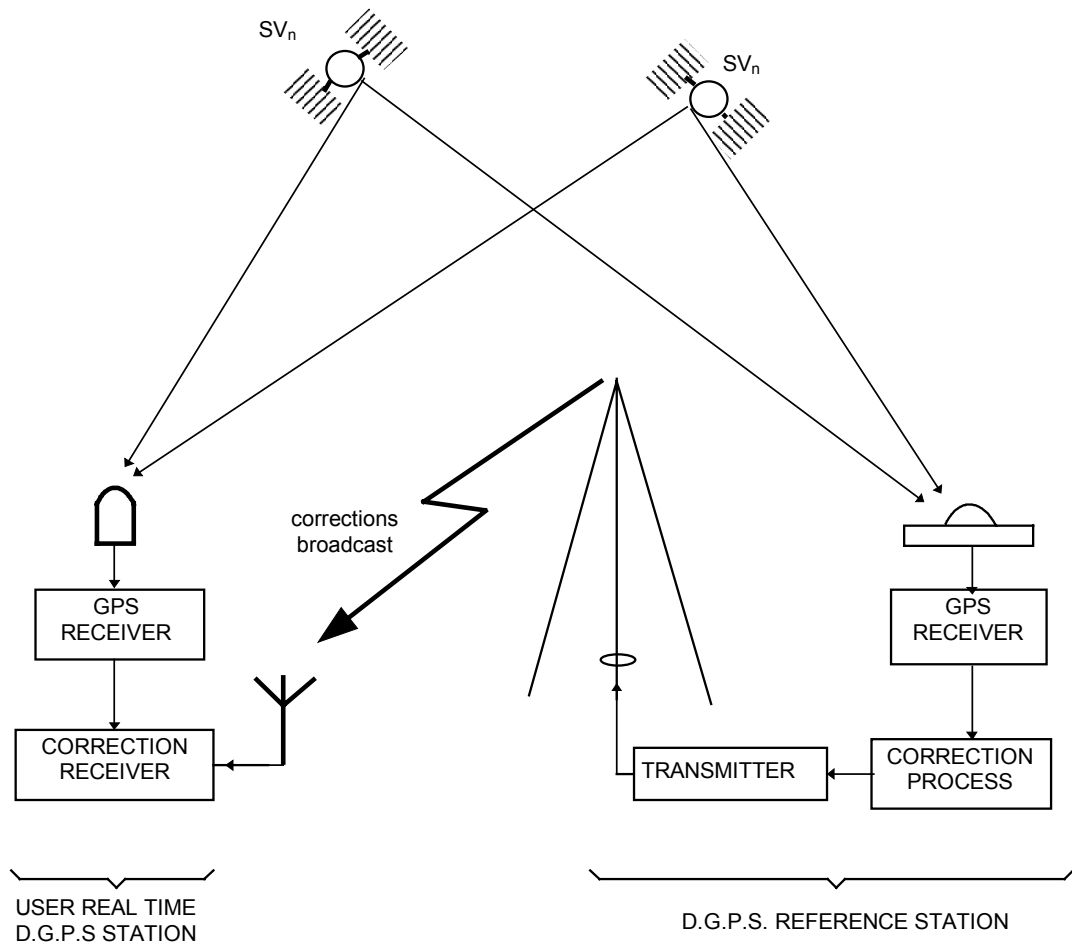 SVn
SVn
corrections
broadcast
GPS
RECEIVER
GPS
RECEIVER
CORRECTION
RECEIVER
TRANSMITTER
CORRECTION
PROCESS
USER REAL TIME
D.G.P.S STATION
D.G.P.S. REFERENCE STATION